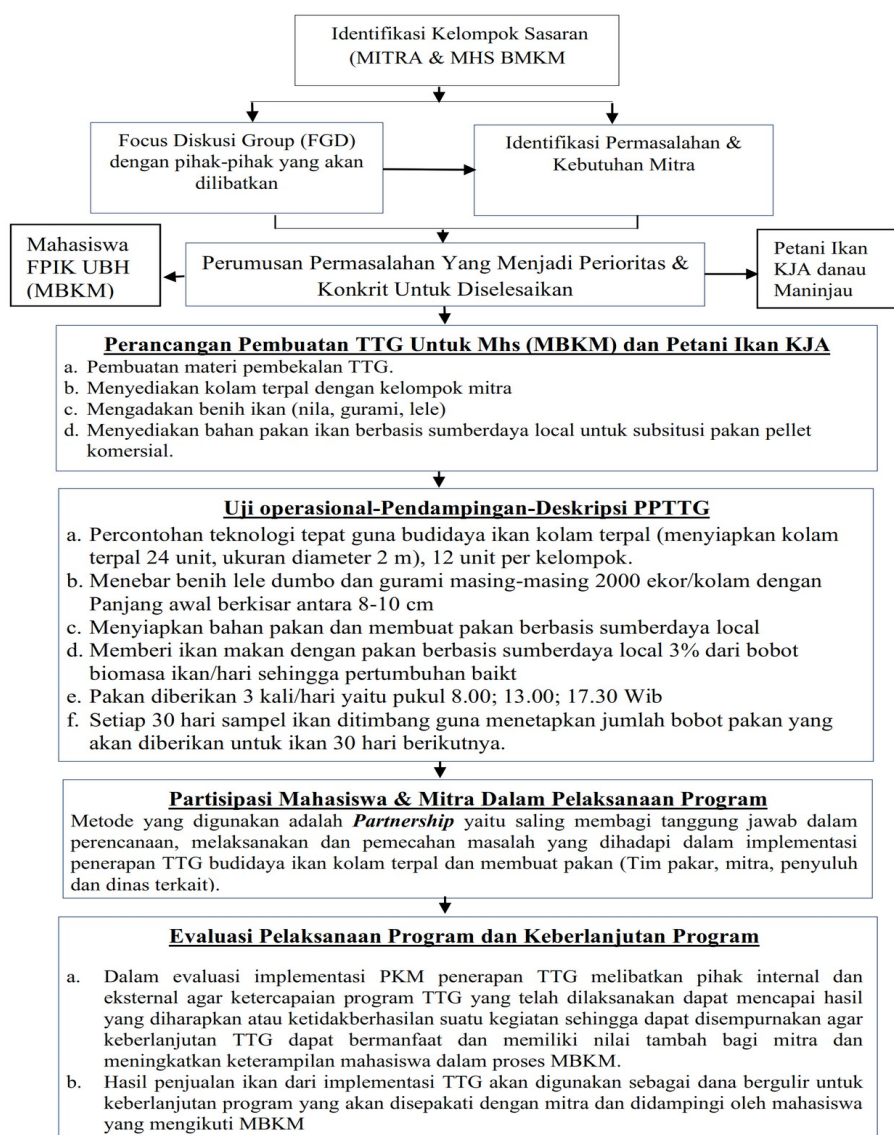 Identifikasi Kelompok Sasaran
(MITRA & MHS BMKM
Focus Diskusi Group (FGD)
dengan pihak-pihak yang akan
dilibatkan
Identifikasi Permasalahan &
Kebutuhan Mitra
Mahasiswa
FPIK UBH
(MBKM)
Perumusan Permasalahan Yang Menjadi Perioritas &
Konkrit Untuk Diselesaikan
Petani Ikan
KJA danau
Maninjau
Perancangan Pembuatan TTG Untuk Mhs (MBKM) dan Petani Ikan KJA
a. Pembuatan materi pembekalan TTG.
b. Menyediakan kolam terpal dengan kelompok mitra
c. Mengadakan benih ikan (nila, gurami, lele)
d. Menyediakan bahan pakan ikan berbasis sumberdaya local untuk subsitusi pakan pellet
komersial.
Uji operasional-Pendampingan-Deskripsi PPTTG
a. Percontohan teknologi tepat guna budidaya ikan kolam terpal (menyiapkan kolam
terpal 24 unit, ukuran diameter 2 m), 12 unit per kelompok.
b. Menebar benih lele dumbo dan gurami masing-masing 2000 ekor/kolam dengan
Panjang awal berkisar antara 8-10 cm
c. Menyiapkan bahan pakan dan membuat pakan berbasis sumberdaya local
d. Memberi ikan makan dengan pakan berbasis sumberdaya local 3% dari bobot
biomasa ikan/hari sehingga pertumbuhan baikt
e. Pakan diberikan 3 kali/hari yaitu pukul 8.00; 13.00; 17.30 Wib
f. Setiap 30 hari sampel ikan ditimbang guna menetapkan jumlah bobot pakan yang
akan diberikan untuk ikan 30 hari berikutnya.
Partisipasi Mahasiswa & Mitra Dalam Pelaksanaan Program
Metode yang digunakan adalah Partnership yaitu saling membagi tanggung jawab dalam
perencanaan, melaksanakan dan pemecahan masalah yang dihadapi dalam implementasi
penerapan TTG budidaya ikan kolam terpal dan membuat pakan (Tim pakar, mitra, penyuluh
dan dinas terkait).
Evaluasi Pelaksanaan Program dan Keberlanjutan Program
a. Dalam evaluasi implementasi PKM penerapan TTG melibatkan pihak internal dan
eksternal agar ketercapaian program TTG yang telah dilaksanakan dapat mencapai hasil
yang diharapkan atau ketidakberhasilan suatu kegiatan sehingga dapat disempurnakan agar
keberlanjutan TTG dapat bermanfaat dan memiliki nilai tambah bagi mitra dan
meningkatkan keterampilan mahasiswa dalam proses MBKM.
b. Hasil penjualan ikan dari implementasi TTG akan digunakan sebagai dana bergulir untuk
keberlanjutan program yang akan disepakati dengan mitra dan didampingi oleh mahasiswa
yang mengikuti MBKM